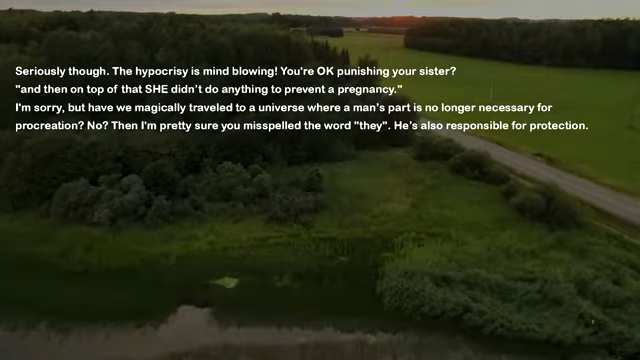 Seriously though. The hypocrisy is mind blowing! You're OK punishing your sister?
"and then on top of that SHE didn't do anything to prevent a pregnancy."
I'm sorry, but have we magically traveled to a universe where a man's part is no longer necessary for
procreation? No? Then I'm pretty sure you misspelled the word "they". He's also responsible for protection.